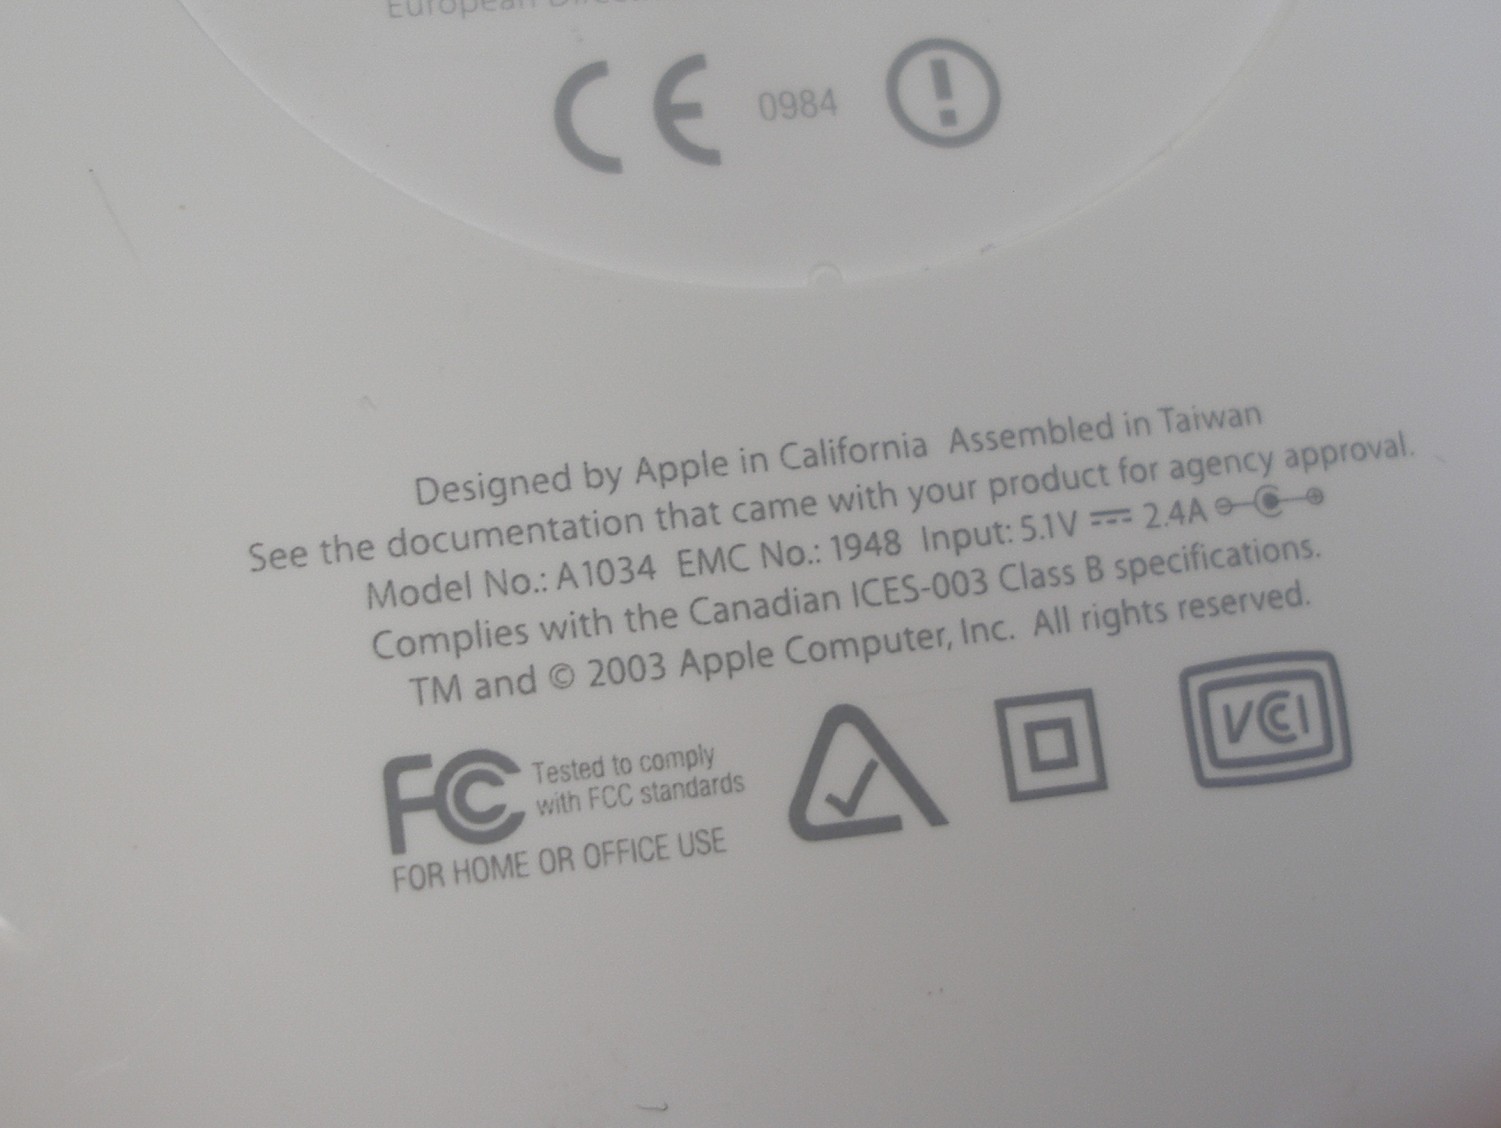 European
CE 0984
Designed by Apple in California Assembled in Taiwan
See the documentation that came with your product for agency approval.
Model No.: A1034 EMC No.: 1948 Input: 5.1V ⎓ 2.4A
Complies with the Canadian ICES-003 Class B specifications.
TM and © 2003 Apple Computer, Inc. All rights reserved.
FC Tested to comply
with FCC standards
FOR HOME OR OFFICE USE
VCCI